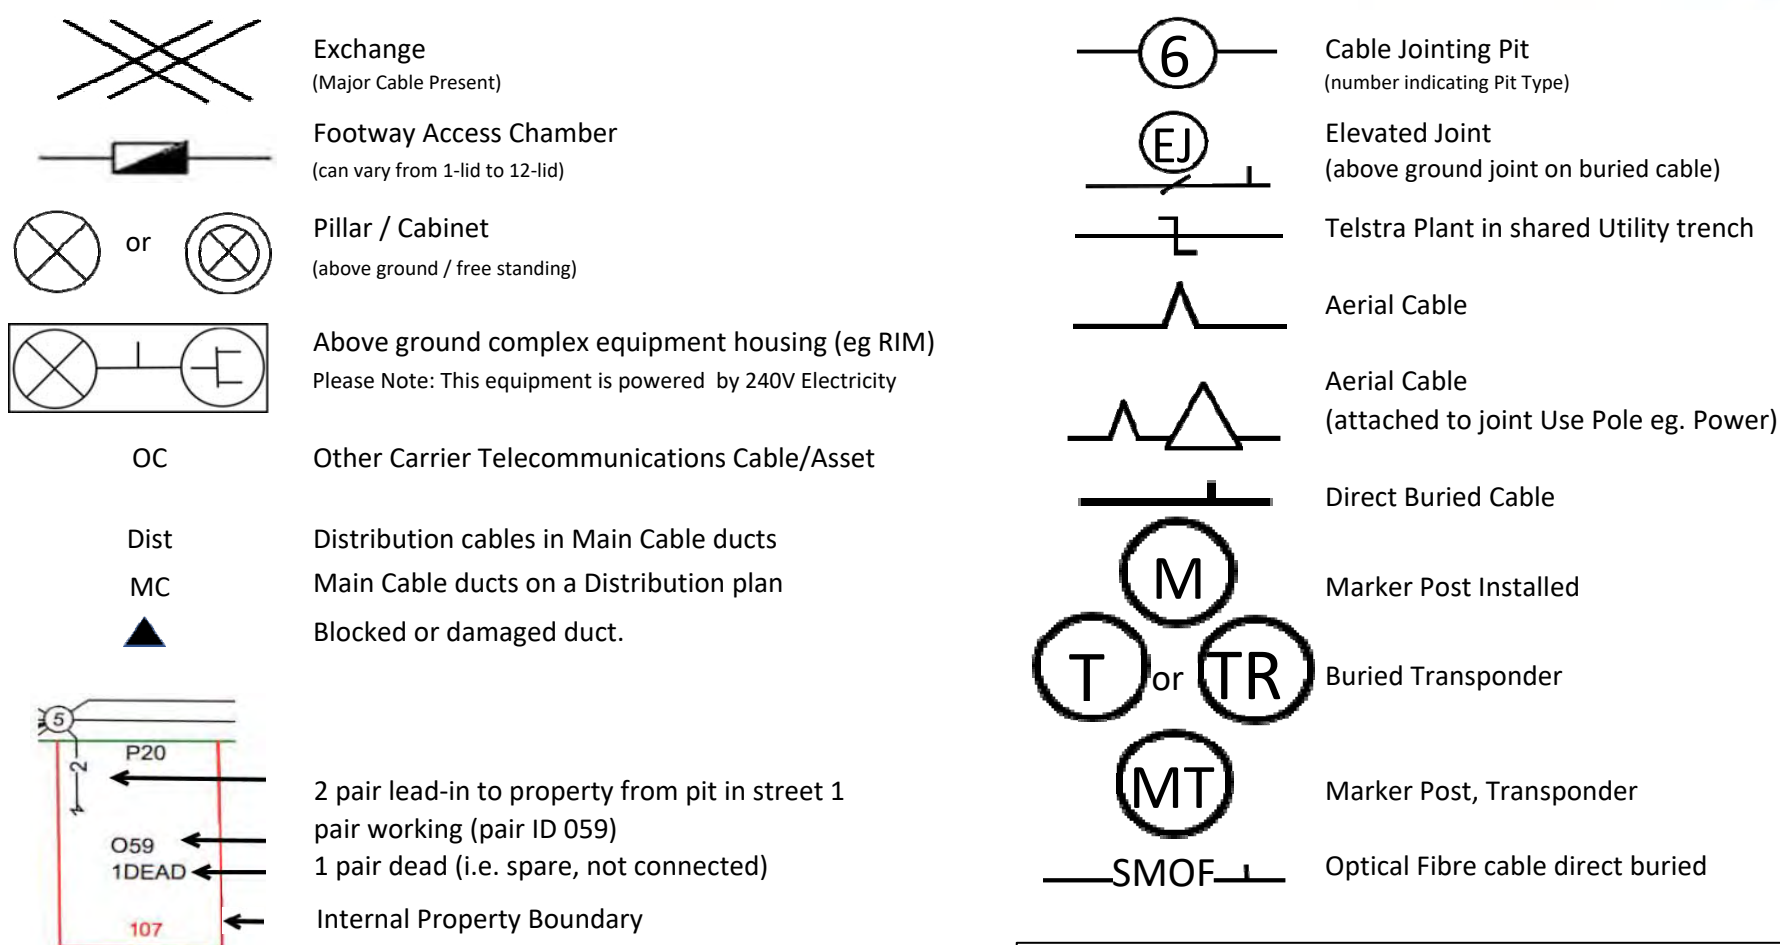 Exchange
(Major Cable Present)
Footway Access Chamber
(can vary from 1-lid to 12-lid)
or
Pillar / Cabinet
(above ground / free standing)
Above ground complex equipment housing (eg RIM)
Please Note: This equipment is powered by 240V Electricity
OC
Other Carrier Telecommunications Cable/Asset
Dist
Distribution cables in Main Cable ducts
MC
Main Cable ducts on a Distribution plan
Blocked or damaged duct.
5
P20
2
O59
1DEAD
107
2 pair lead-in to property from pit in street 1
pair working (pair ID 059)
1 pair dead (i.e. spare, not connected)
Internal Property Boundary
6
Cable Jointing Pit
(number indicating Pit Type)
EJ
Elevated Joint
(above ground joint on buried cable)
Telstra Plant in shared Utility trench
Aerial Cable
Aerial Cable
(attached to joint Use Pole eg. Power)
Direct Buried Cable
M
Marker Post Installed
T or TR
Buried Transponder
MT
Marker Post, Transponder
SMOF
Optical Fibre cable direct buried